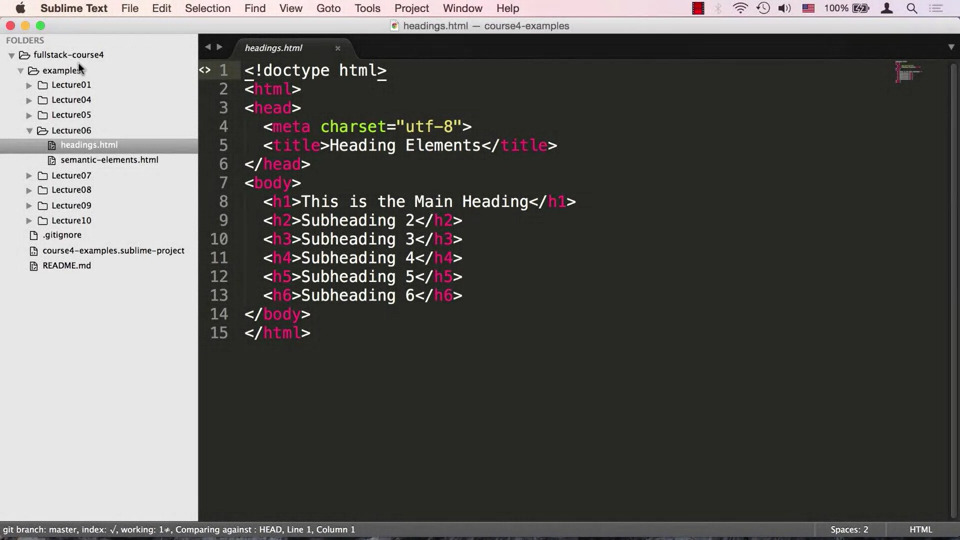 Sublime Text File Edit Selection Find View Goto Tools Project Window Help 100%
headings.html — course4-examples
FOLDERS
fullstack-course4
examples
Lecture01
Lecture04
Lecture05
Lecture06
headings.html
semantic-elements.html
Lecture07
Lecture08
Lecture09
Lecture10
.gitignore
course4-examples.sublime-project
README.md
headings.html ×
<> 1 <!doctype html>
2 <html>
3 <head>
4 <meta charset="utf-8">
5 <title>Heading Elements</title>
6 </head>
7 <body>
8 <h1>This is the Main Heading</h1>
9 <h2>Subheading 2</h2>
10 <h3>Subheading 3</h3>
11 <h4>Subheading 4</h4>
12 <h5>Subheading 5</h5>
13 <h6>Subheading 6</h6>
14 </body>
15 </html>
git branch: master, index: √, working: 1≠, Comparing against : HEAD, Line 1, Column 1 Spaces: 2 HTML